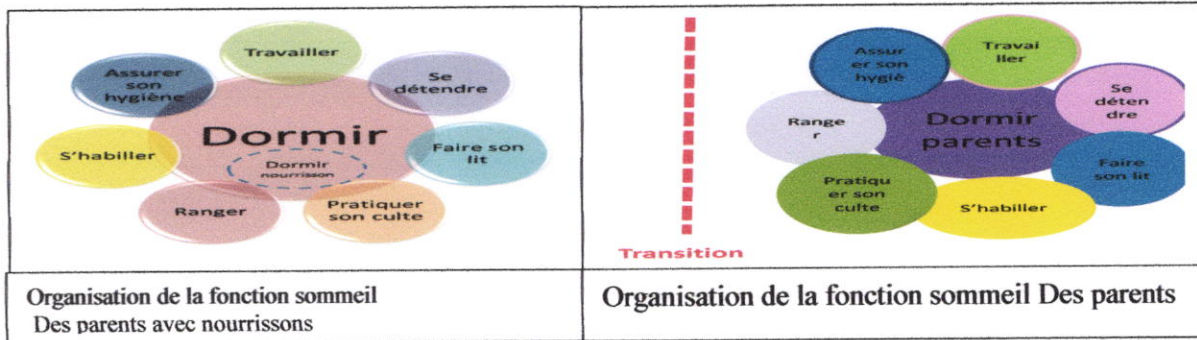 Travailler
Assurer
son
hygiène
Se
détendre
Dormir
S'habiller
Dormir
nourrisson
Faire son
lit
Ranger
Pratiquer
son culte
Assur
er son
hygié
Travai
ller
Se
déten
dre
Range
r
Dormir
parents
Faire
son lit
Pratiqu
er son
culte
S'habiller
Transition
Organisation de la fonction sommeil
Des parents avec nourrissons
Organisation de la fonction sommeil Des parents